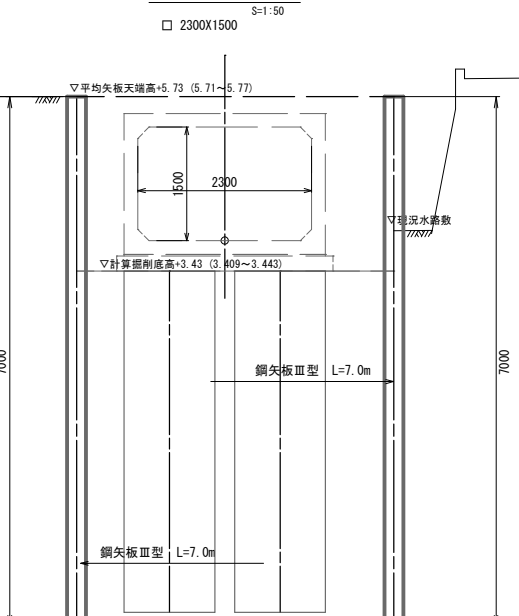 S=1:50
□ 2300X1500
▽平均矢板天端高+5.73 (5.71～5.77)
1500
2300
▽現況水路敷
▽計算掘削底高+3.43 (3.409～3.443)
7000
7000
鋼矢板Ⅲ型 L=7.0m
鋼矢板Ⅲ型 L=7.0m